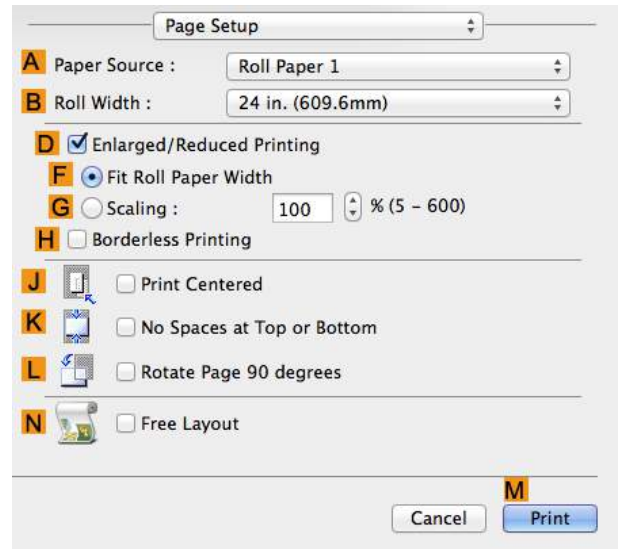 Page Setup
A Paper Source : Roll Paper 1
B Roll Width : 24 in. (609.6mm)
D Enlarged/Reduced Printing
F Fit Roll Paper Width
G Scaling : 100 % (5 – 600)
H Borderless Printing
J Print Centered
K No Spaces at Top or Bottom
L Rotate Page 90 degrees
N Free Layout
M
Cancel Print